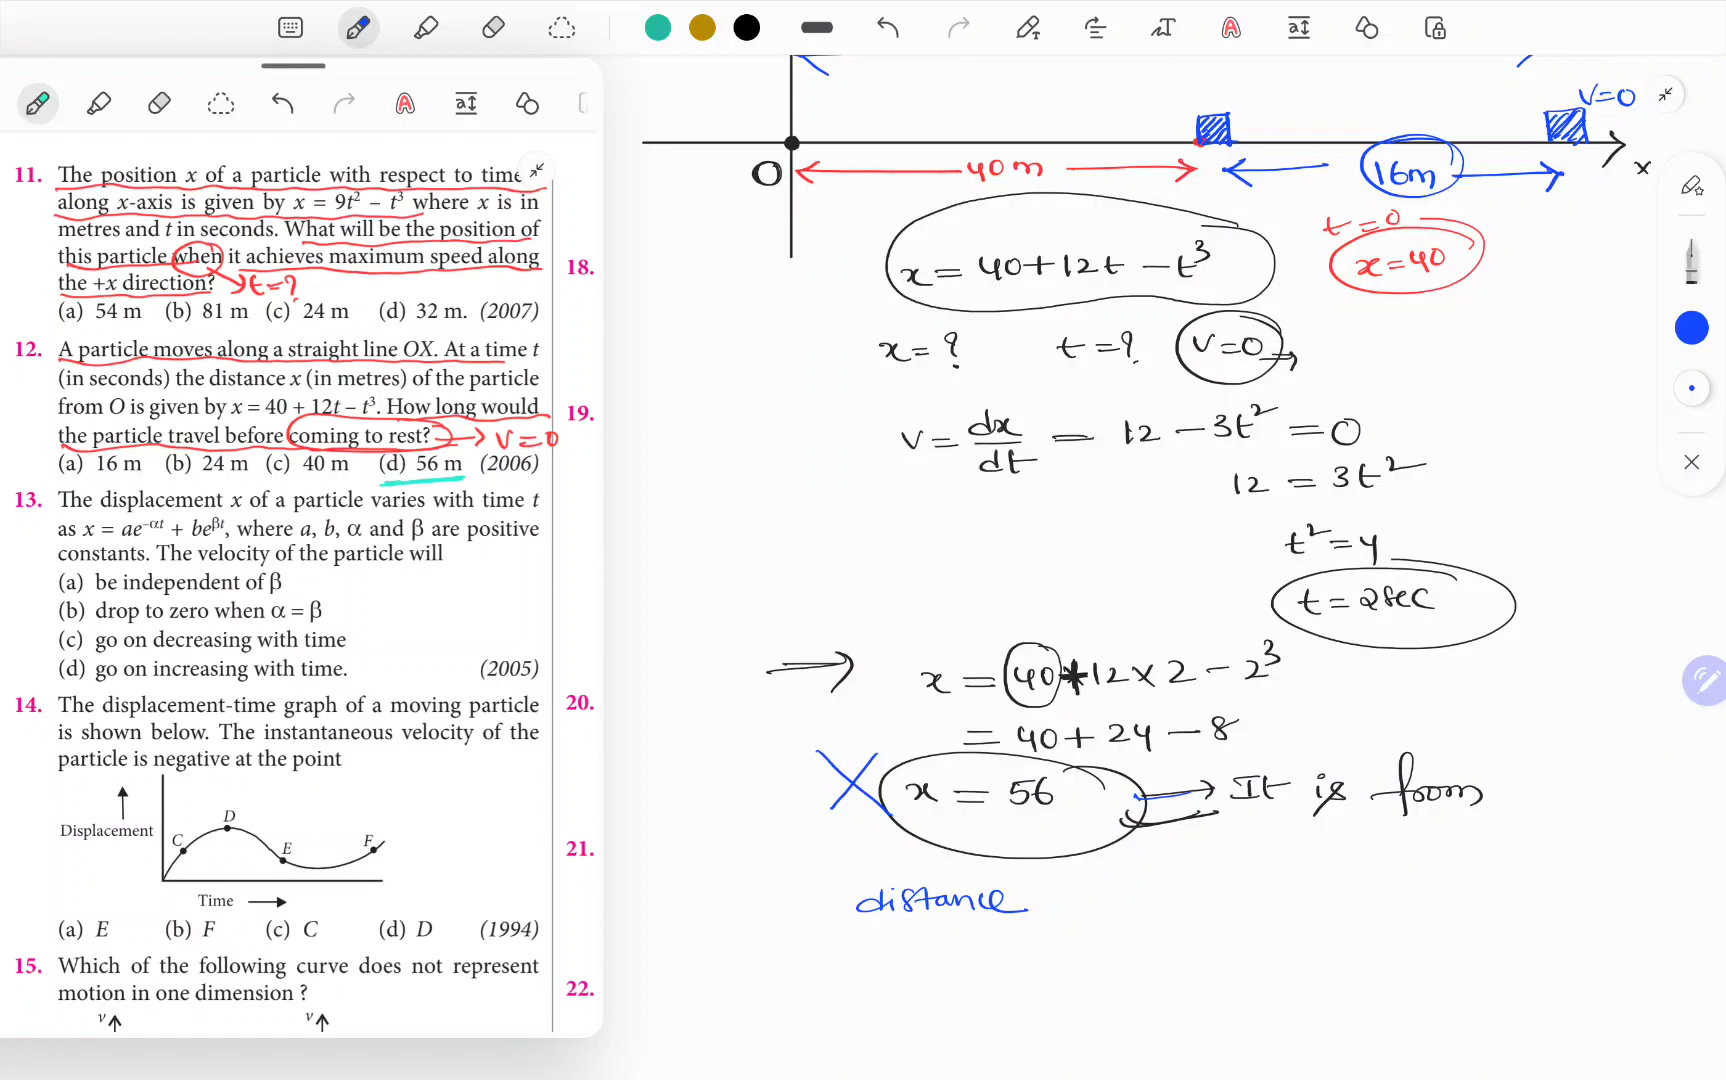 11. The position x of a particle with respect to time
along x-axis is given by x = 9t² – t³ where x is in
metres and t in seconds. What will be the position of
this particle when it achieves maximum speed along
the +x direction? t=?
(a) 54 m (b) 81 m (c) 24 m (d) 32 m. (2007)
12. A particle moves along a straight line OX. At a time t
(in seconds) the distance x (in metres) of the particle
from O is given by x = 40 + 12t – t³. How long would
the particle travel before coming to rest? v=0
(a) 16 m (b) 24 m (c) 40 m (d) 56 m (2006)
13. The displacement x of a particle varies with time t
as x = ae⁻ᵅᵗ + beᵝᵗ, where a, b, α and β are positive
constants. The velocity of the particle will
(a) be independent of β
(b) drop to zero when α = β
(c) go on decreasing with time
(d) go on increasing with time. (2005)
14. The displacement-time graph of a moving particle
is shown below. The instantaneous velocity of the
particle is negative at the point
Displacement
C D E F
Time
(a) E (b) F (c) C (d) D (1994)
15. Which of the following curve does not represent
motion in one dimension ?
v v
18.
19.
20.
21.
22.
v=0
O 40m 16m x
t=0
x=40
x = 40+12t – t³
x=? t=? v=0
v = dx/dt = 12 – 3t² = 0
12 = 3t²
t² = 4
t = 2sec
x = 40+12×2 – 2³
= 40+24 – 8
x = 56 → It is from
distance